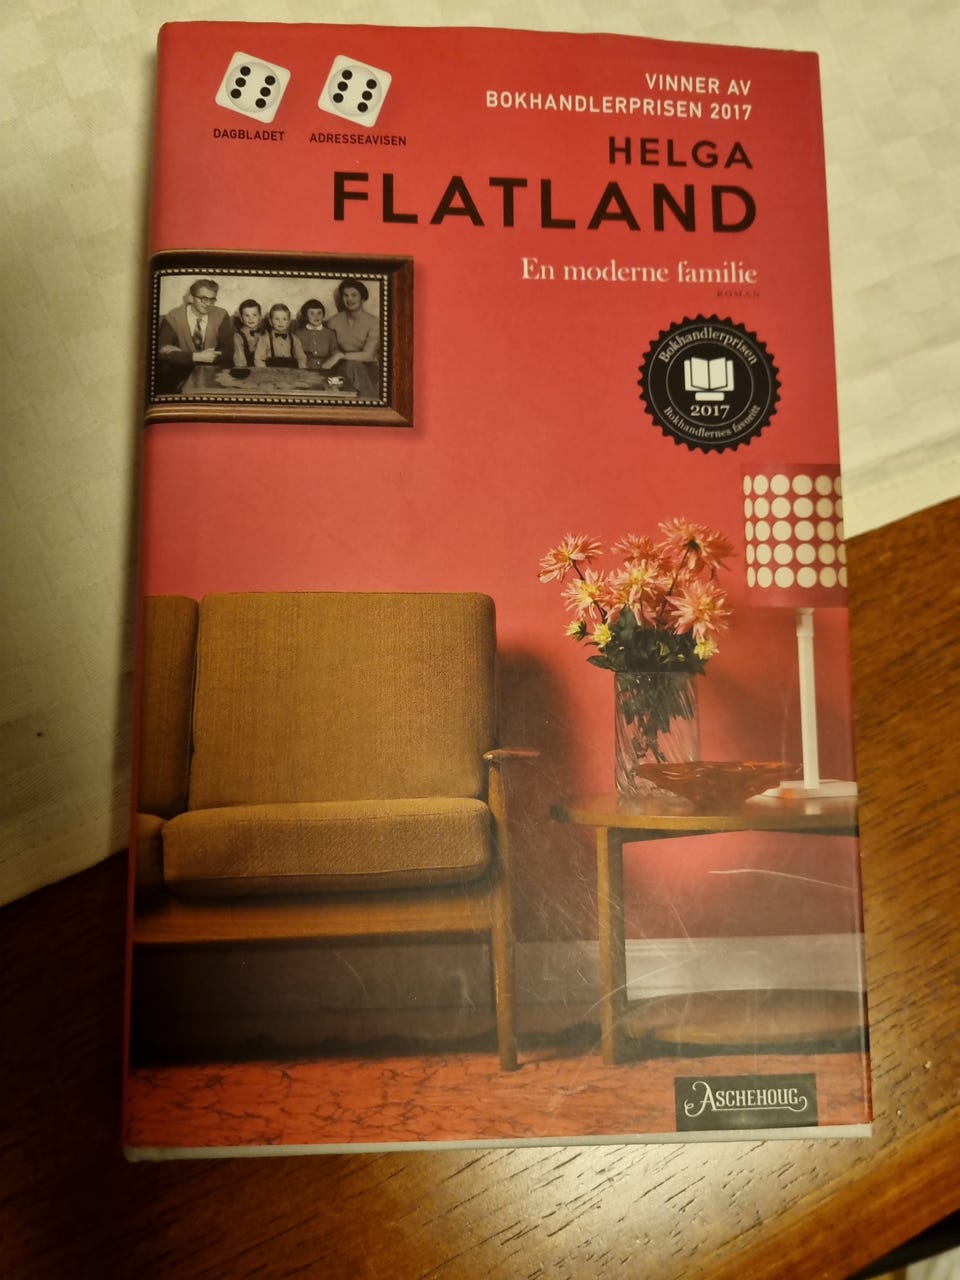 DAGBLADET
ADRESSEAVISEN
VINNER AV
BOKHANDLERPRISEN 2017
HELGA
FLATLAND
En moderne familie
ROMAN
Bokhandlerprisen
2017
Bokhandlernes favoritt
ASCHEHOUG